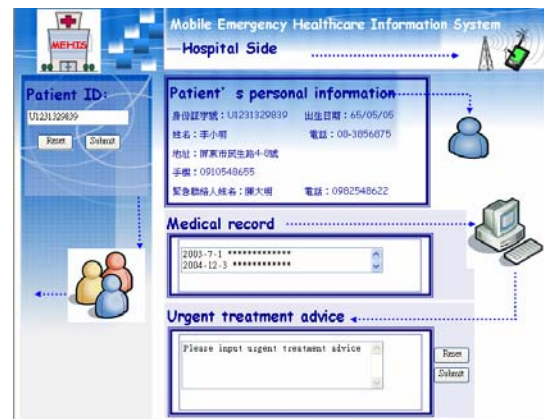 MEHIS
Mobile Emergency Healthcare Information System
—Hospital Side
Patient ID:
U1231329839
Reset Submit
Patient's personal information
身份証字號：U1231329839 出生日期：65/05/05
姓名：李小明 電話：08-3856875
地址：屏東市民生路4-8號
手機：0910548655
緊急聯絡人姓名：陳大明 電話：0982548622
Medical record
2003-7-1 *************
2004-12-3 *************
Urgent treatment advice
Please input urgent treatment advice
Reset
Submit